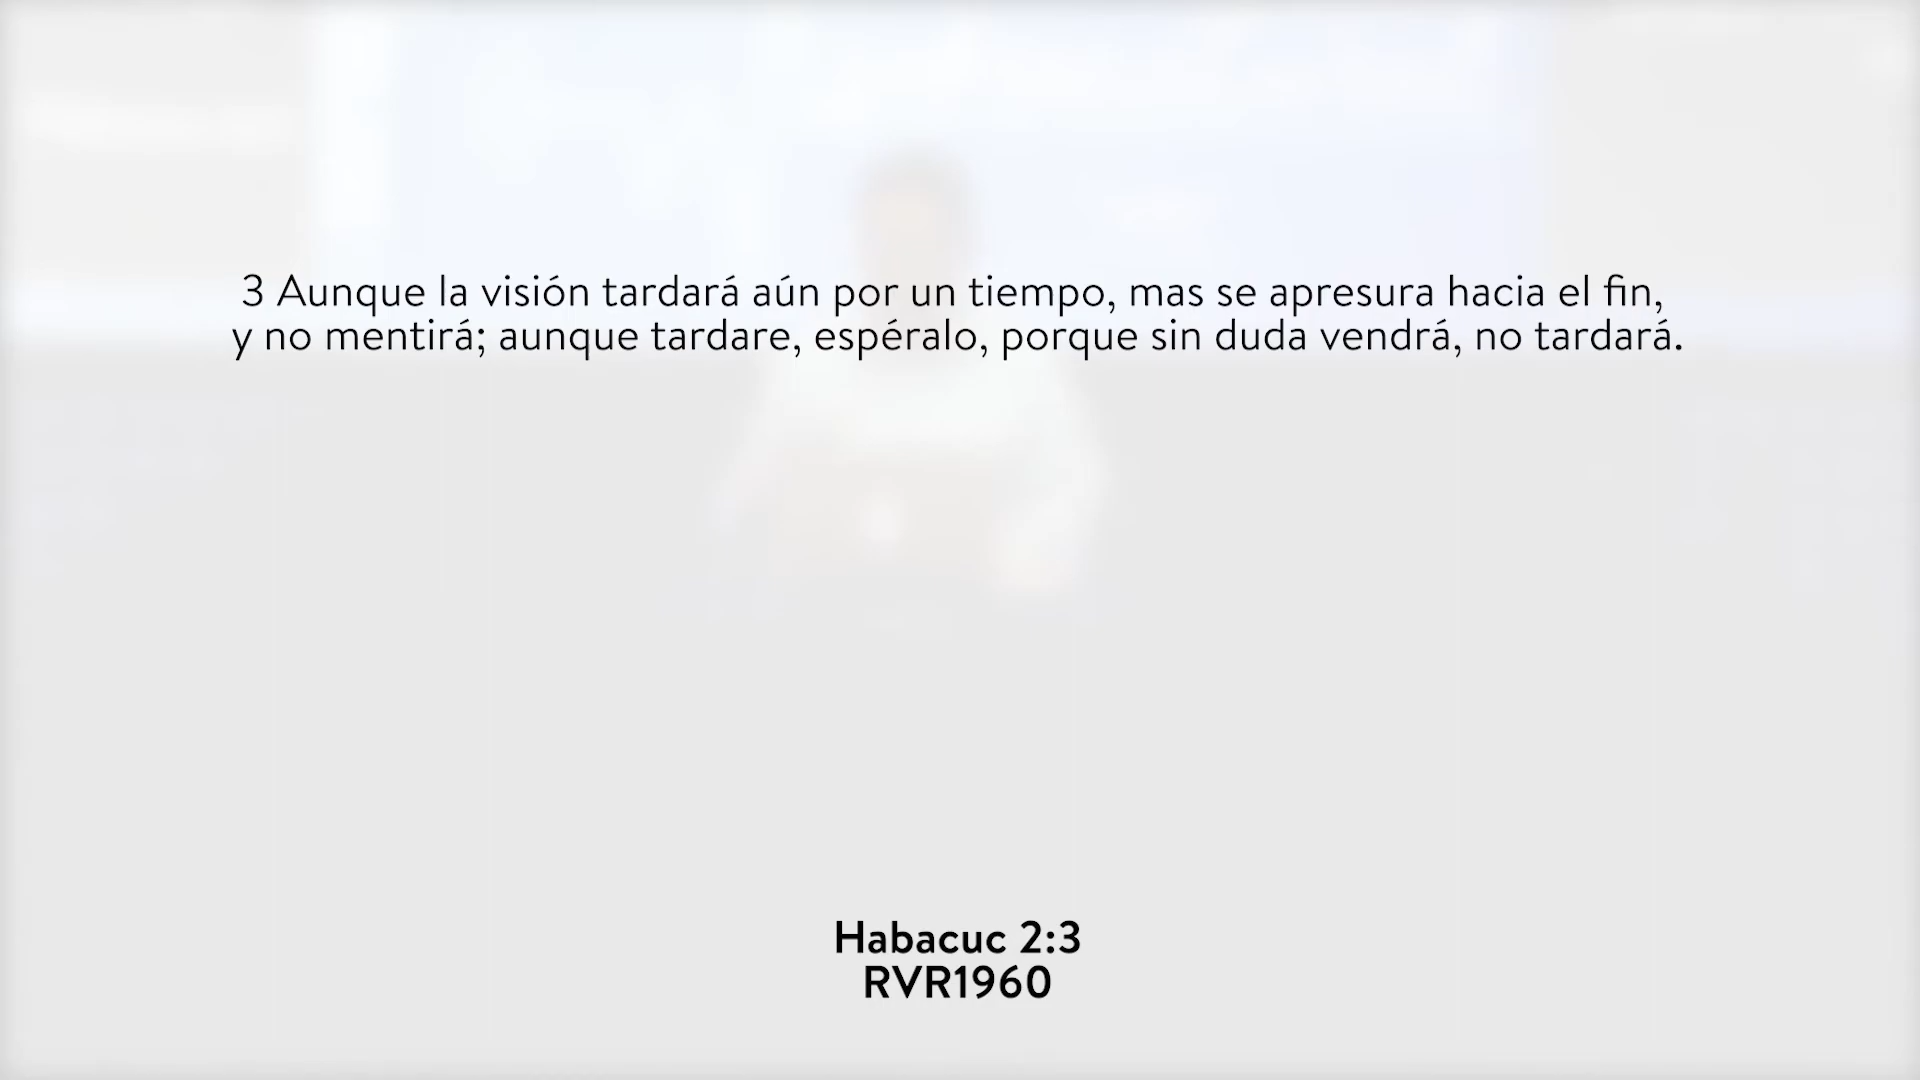 3 Aunque la visión tardará aún por un tiempo, mas se apresura hacia el fin,
y no mentirá; aunque tardare, espéralo, porque sin duda vendrá, no tardará.
Habacuc 2:3
RVR1960